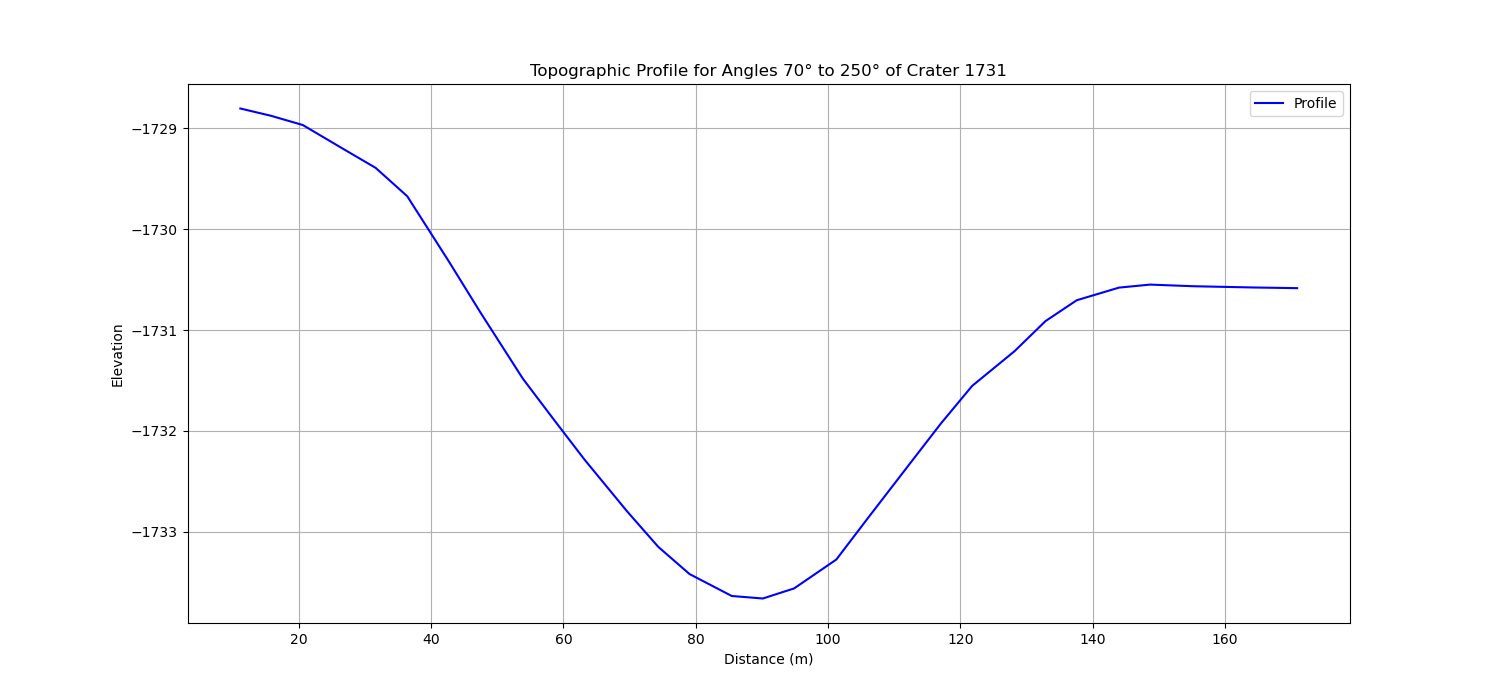 Topographic Profile for Angles 70° to 250° of Crater 1731
Profile
−1729
−1730
−1731
−1732
−1733
Elevation
20 40 60 80 100 120 140 160
Distance (m)